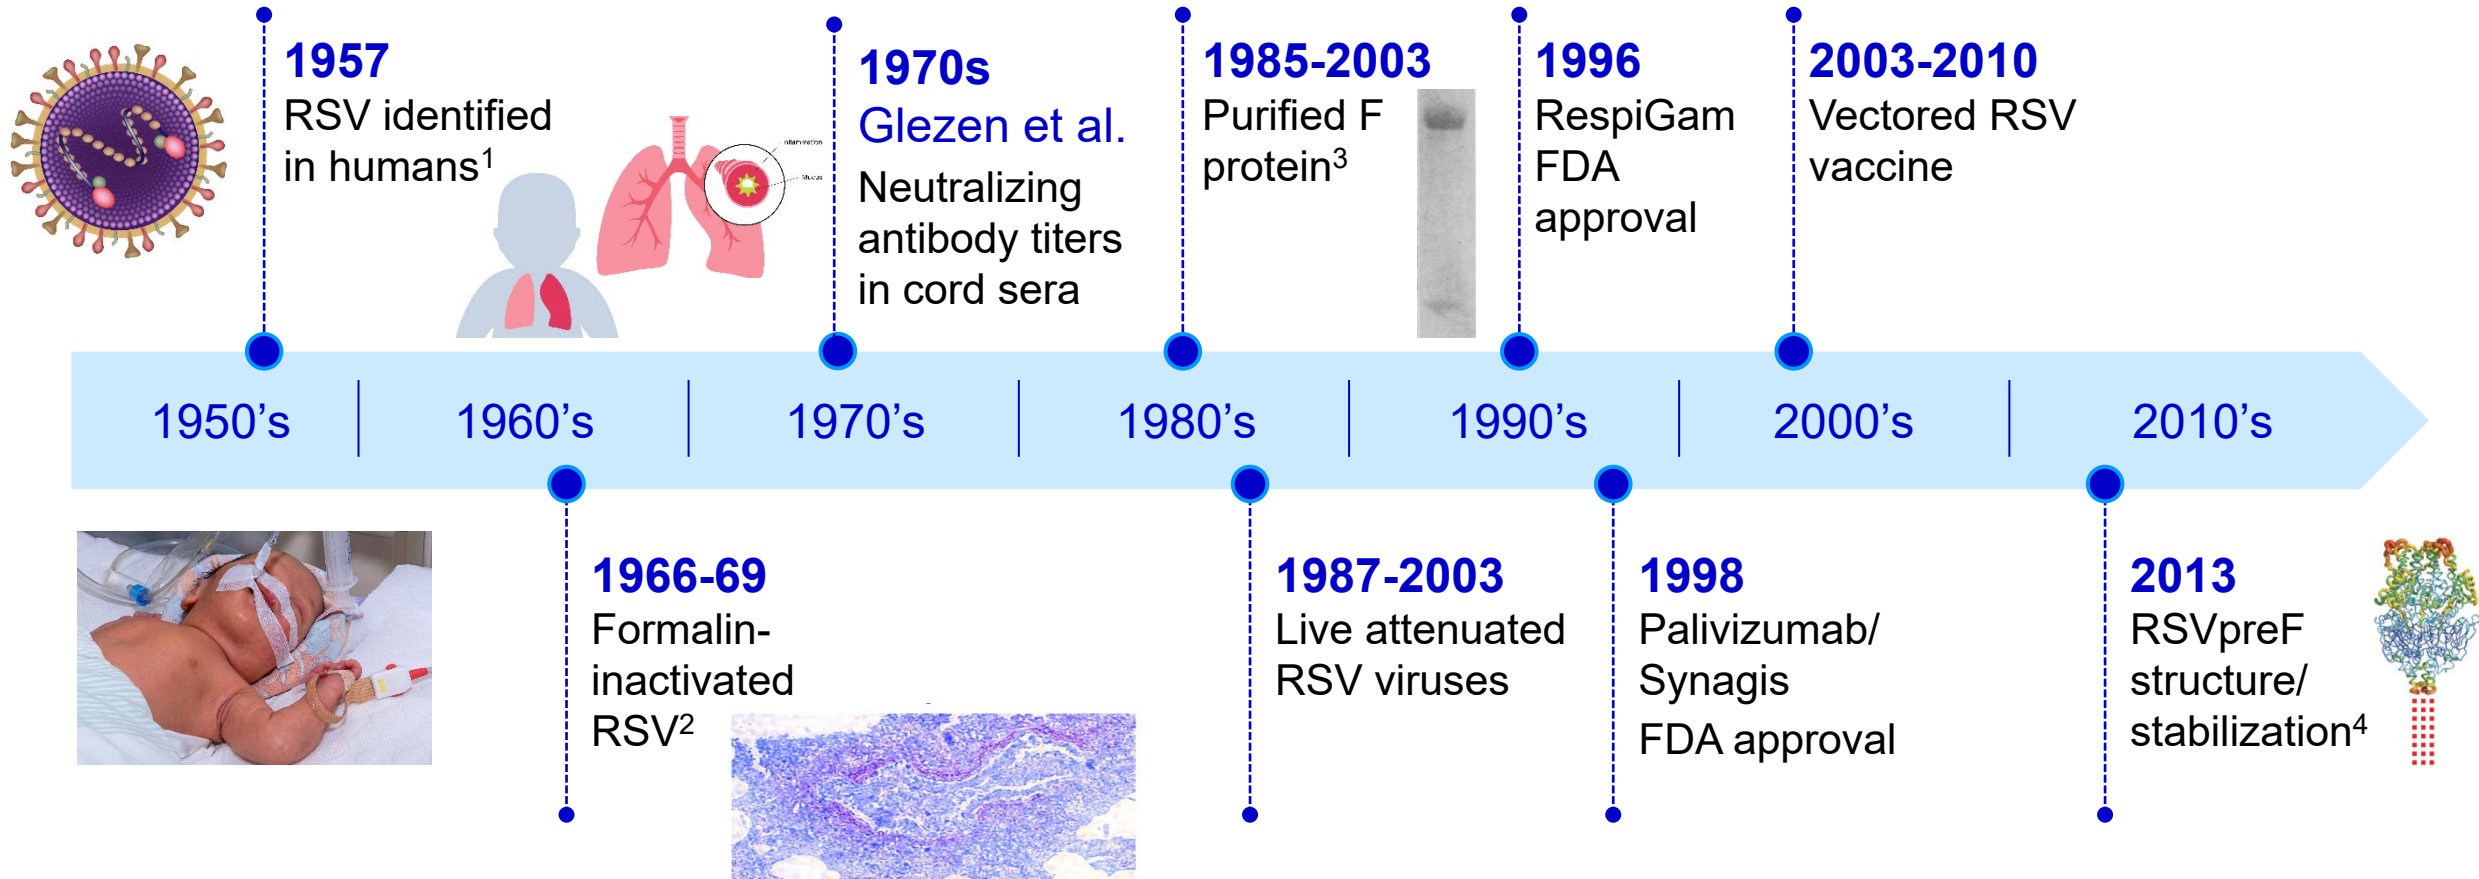 1957
RSV identified
in humans¹
Inflammation
Mucus
1970s
Glezen et al.
Neutralizing
antibody titers
in cord sera
1985-2003
Purified F
protein³
1996
RespiGam
FDA
approval
2003-2010
Vectored RSV
vaccine
1950’s
1960’s
1970’s
1980’s
1990’s
2000’s
2010’s
1966-69
Formalin-
inactivated
RSV²
1987-2003
Live attenuated
RSV viruses
1998
Palivizumab/
Synagis
FDA approval
2013
RSVpreF
structure/
stabilization⁴